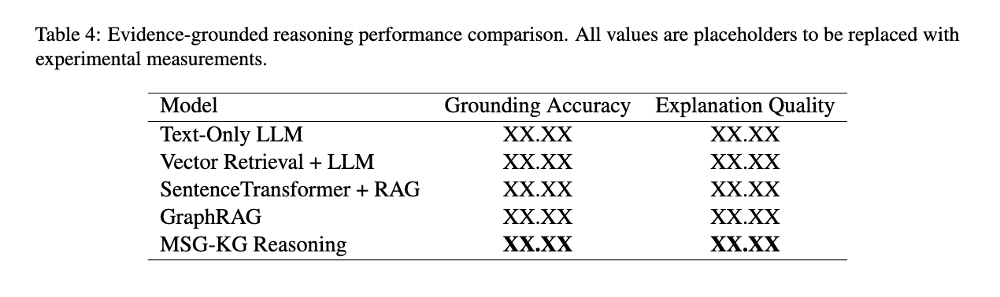 Table 4: Evidence-grounded reasoning performance comparison. All values are placeholders to be replaced with
experimental measurements.
Model Grounding Accuracy Explanation Quality
Text-Only LLM XX.XX XX.XX
Vector Retrieval + LLM XX.XX XX.XX
SentenceTransformer + RAG XX.XX XX.XX
GraphRAG XX.XX XX.XX
MSG-KG Reasoning XX.XX XX.XX